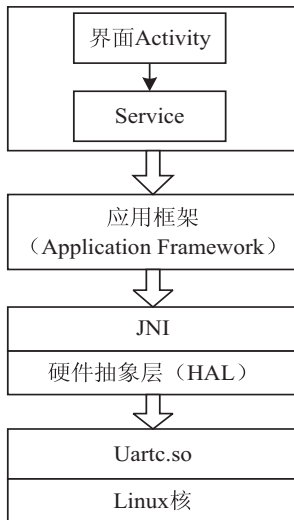 界面Activity
Service
应用框架
（Application Framework）
JNI
硬件抽象层（HAL）
Uartc.so
Linux核